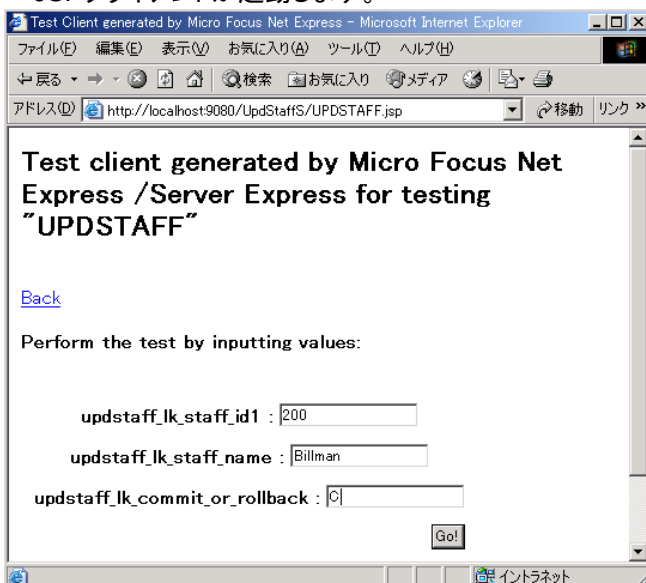 Test Client generated by Micro Focus Net Express - Microsoft Internet Explorer
ファイル(F) 編集(E) 表示(V) お気に入り(A) ツール(T) ヘルプ(H)
戻る 検索 お気に入り メディア
アドレス(D) http://localhost:9080/UpdStaffS/UPDSTAFF.jsp 移動 リンク »
Test client generated by Micro Focus Net
Express /Server Express for testing
"UPDSTAFF"
Back
Perform the test by inputting values:
updstaff_lk_staff_id1 : 200
updstaff_lk_staff_name : Billman
updstaff_lk_commit_or_rollback : C
Go!
イントラネット